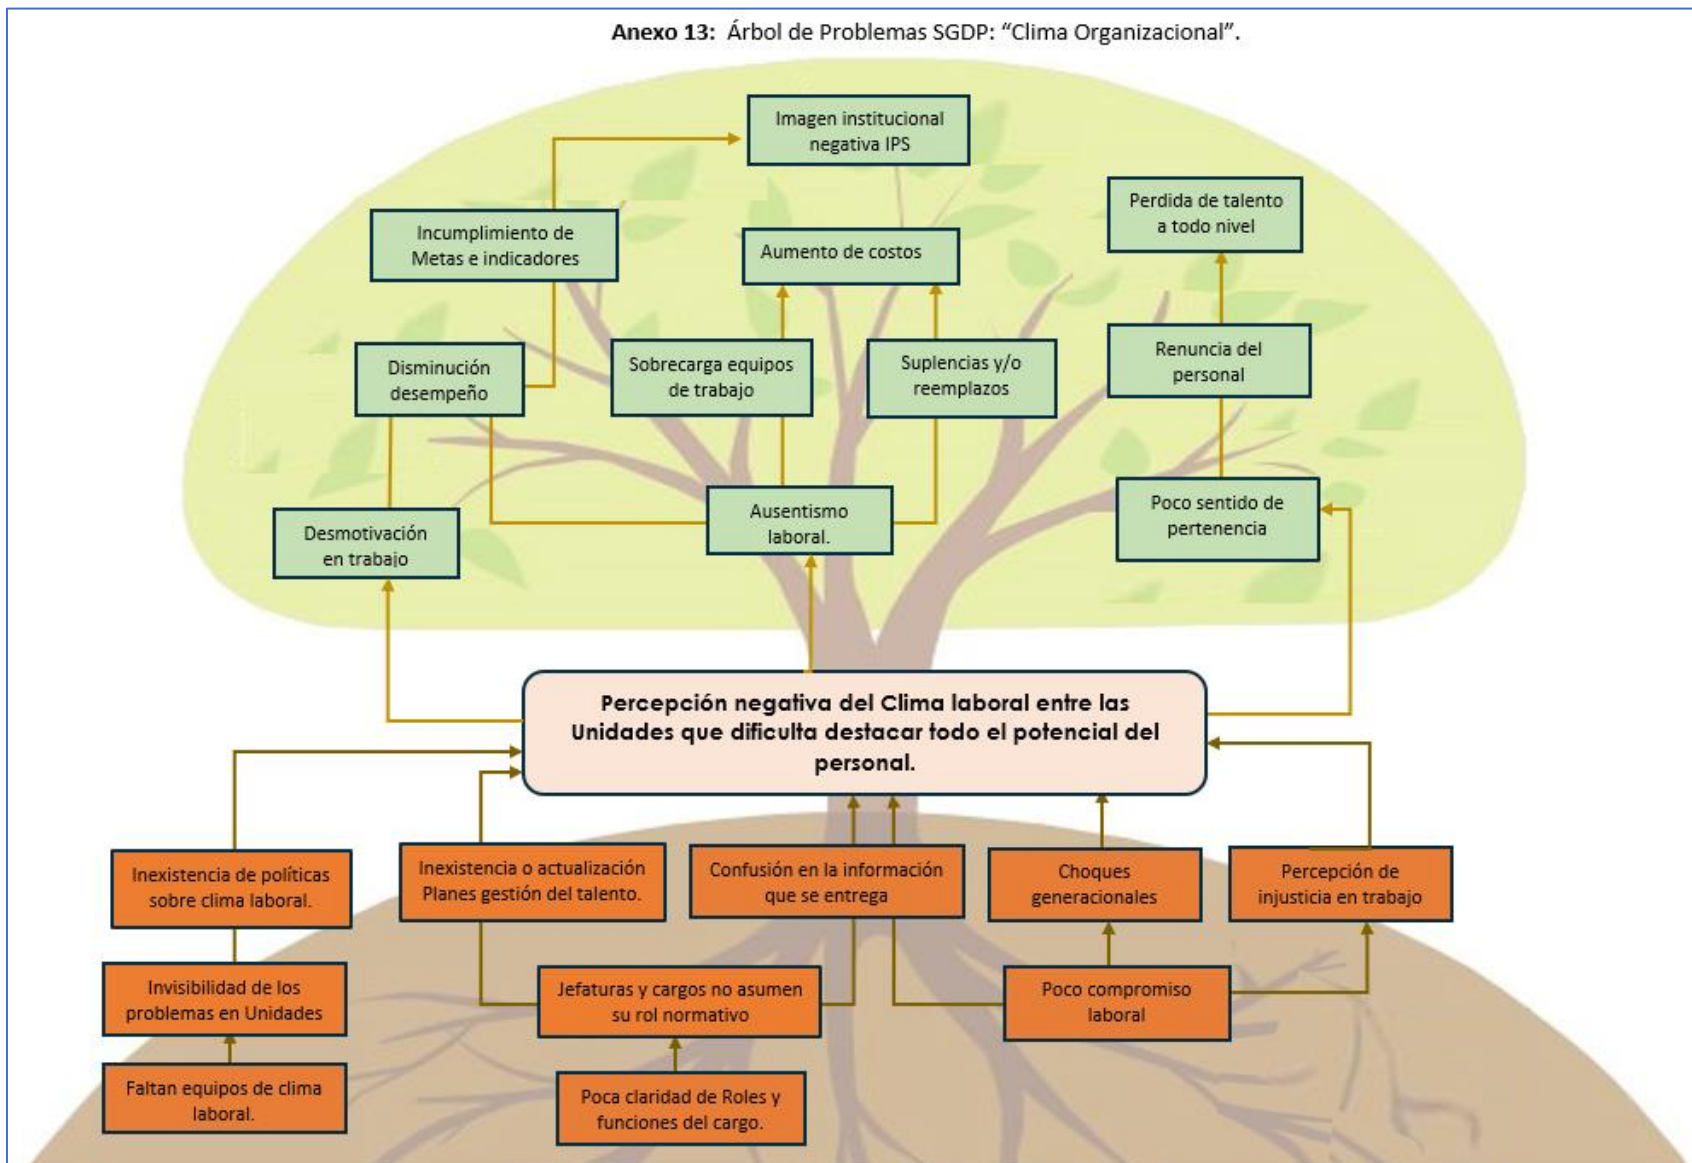 Anexo 13: Árbol de Problemas SGDP: “Clima Organizacional”.
Imagen institucional
negativa IPS
Perdida de talento
a todo nivel
Incumplimiento de
Metas e indicadores
Aumento de costos
Disminución
desempeño
Sobrecarga equipos
de trabajo
Suplencias y/o
reemplazos
Renuncia del
personal
Desmotivación
en trabajo
Ausentismo
laboral.
Poco sentido de
pertenencia
Percepción negativa del Clima laboral entre las
Unidades que dificulta destacar todo el potencial del
personal.
Inexistencia de políticas
sobre clima laboral.
Inexistencia o actualización
Planes gestión del talento.
Confusión en la información
que se entrega
Choques
generacionales
Percepción de
injusticia en trabajo
Invisibilidad de los
problemas en Unidades
Jefaturas y cargos no asumen
su rol normativo
Poco compromiso
laboral
Faltan equipos de clima
laboral.
Poca claridad de Roles y
funciones del cargo.